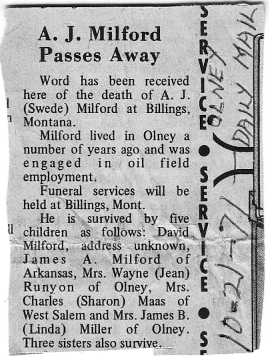 A. J. Milford
Passes Away
Word has been received
here of the death of A. J.
(Swede) Milford at Billings,
Montana.
Milford lived in Olney a
number of years ago and was
engaged in oil field
employment.
Funeral services will be
held at Billings, Mont.
He is survived by five
children as follows: David
Milford, address unknown,
James A. Milford of
Arkansas, Mrs. Wayne (Jean)
Runyon of Olney, Mrs.
Charles (Sharon) Maas of
West Salem and Mrs. James B.
(Linda) Miller of Olney.
Three sisters also survive.
SERVICE • SERVICE • S
OLNEY
DAILY MAIL
10-21-71